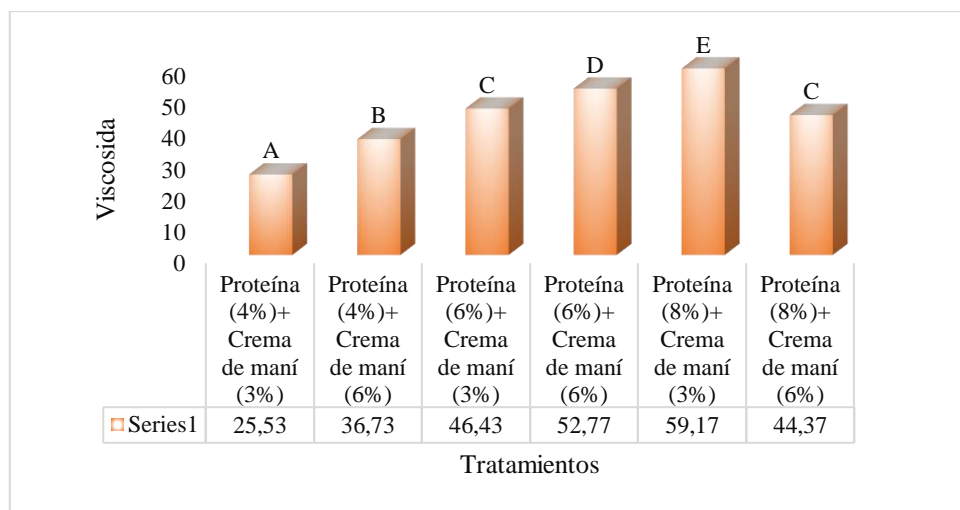 E
D
C
C
B
A
60
50
40
30
20
10
0
Viscosida
Proteína Proteína Proteína Proteína Proteína Proteína
(4%)+ (4%)+ (6%)+ (6%)+ (8%)+ (8%)+
Crema Crema Crema Crema Crema Crema
de maní de maní de maní de maní de maní de maní
(3%) (6%) (3%) (6%) (3%) (6%)
Series1 25,53 36,73 46,43 52,77 59,17 44,37
Tratamientos